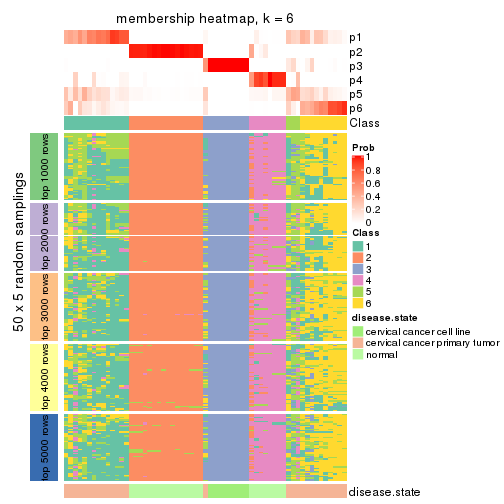 membership heatmap, k = 6
p1
p2
p3
p4
p5
p6
Class
50 x 5 random samplings
top 1000 rows
top 2000 rows
top 3000 rows
top 4000 rows
top 5000 rows
Prob
1
0.8
0.6
0.4
0.2
0
Class
1
2
3
4
5
6
disease.state
cervical cancer cell line
cervical cancer primary tumor
normal
disease.state